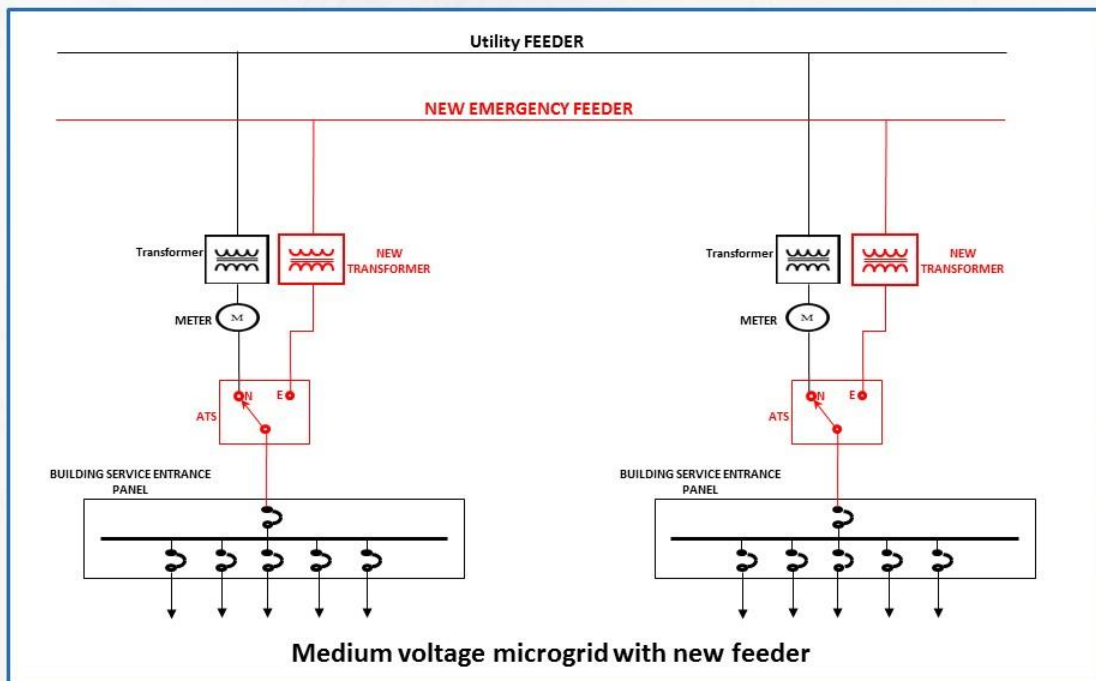 Utility FEEDER
NEW EMERGENCY FEEDER
Transformer
NEW
TRANSFORMER
METER
M
N
E
ATS
BUILDING SERVICE ENTRANCE
PANEL
Transformer
NEW
TRANSFORMER
METER
M
N
E
ATS
BUILDING SERVICE ENTRANCE
PANEL
Medium voltage microgrid with new feeder